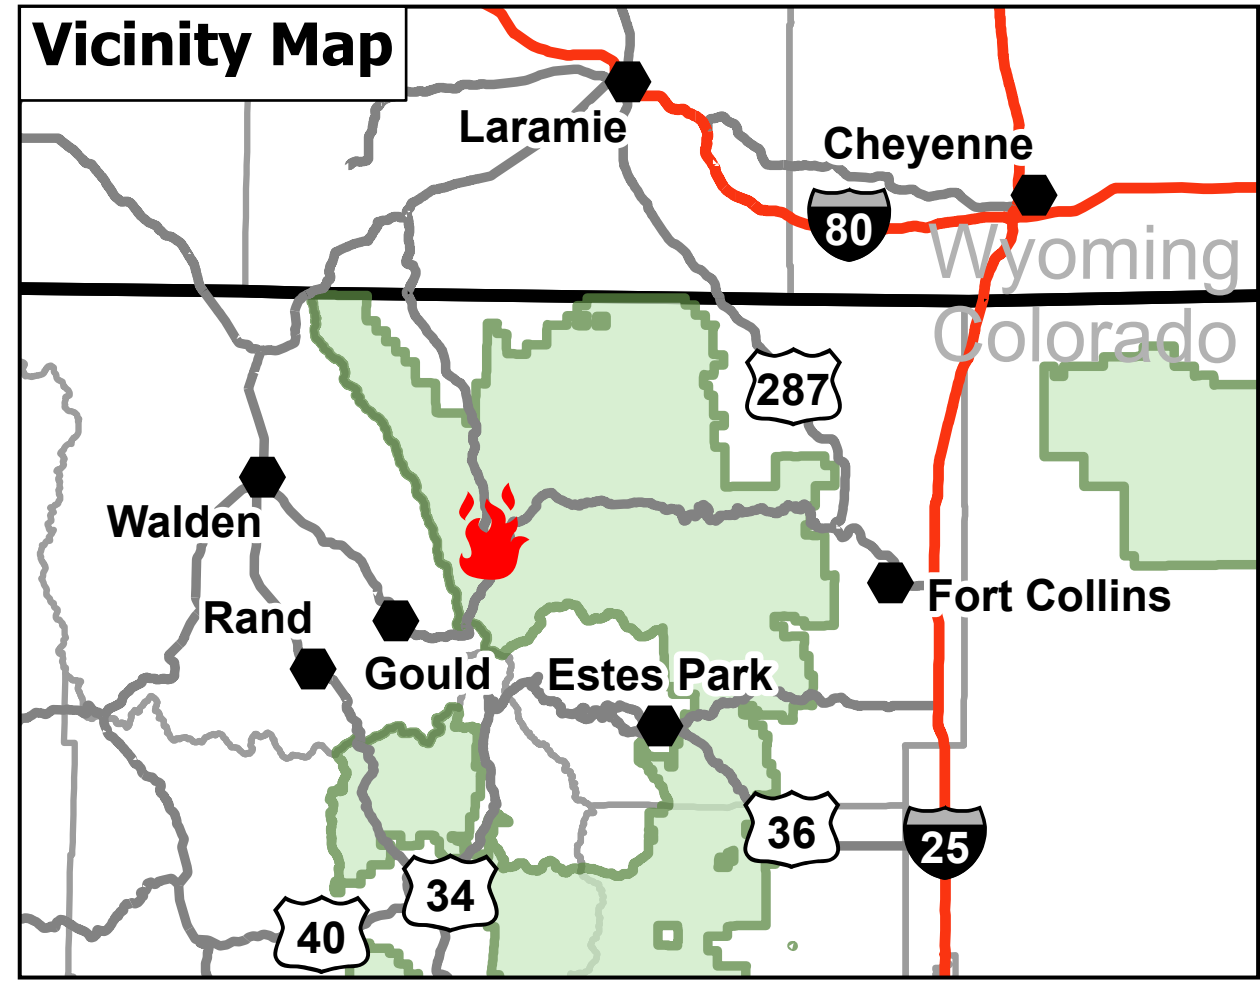 Vicinity Map
Laramie
Cheyenne
80
Wyoming
Colorado
287
Walden
Fort Collins
Rand
Gould
Estes Park
36
25
34
40